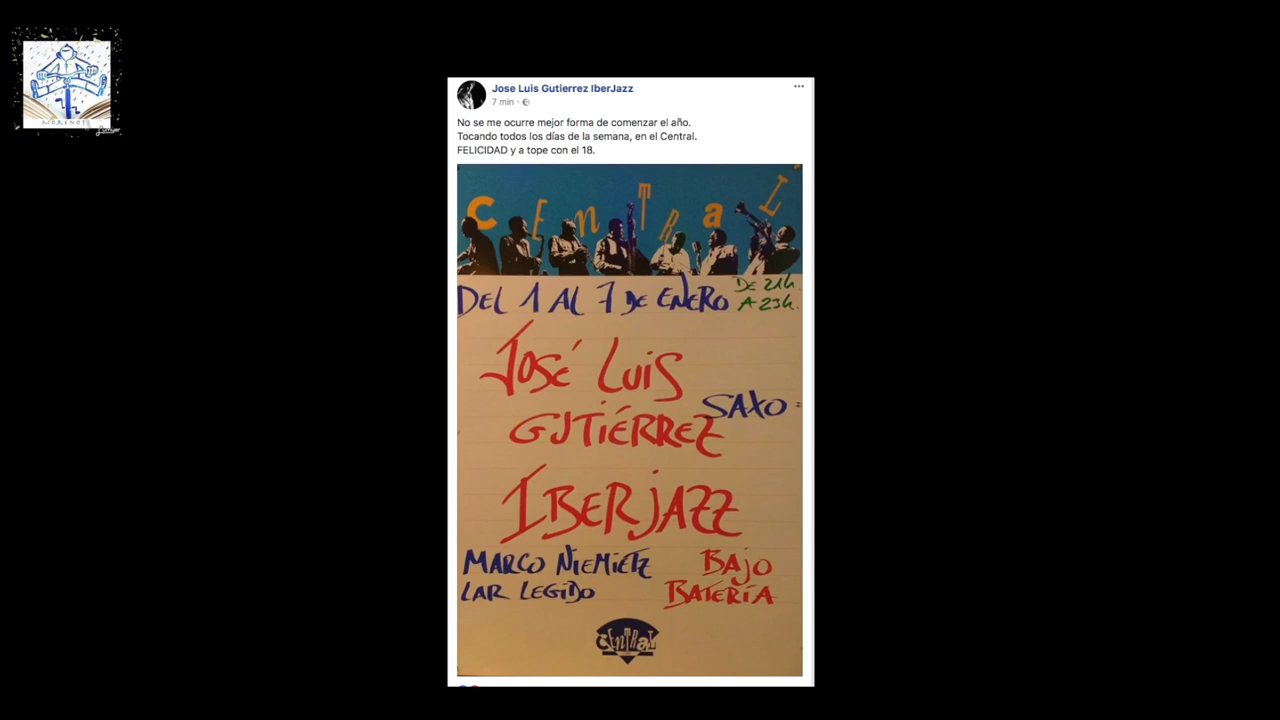 MORENOTS
Jose Luis Gutierrez IberJazz
7 min
No se me ocurre mejor forma de comenzar el año.
Tocando todos los días de la semana, en el Central.
FELICIDAD y a tope con el 18.
CENTRAL
DEL 1 AL 7 DE ENERO
DE 21h.
A 23h.
JOSÉ LUIS
GUTIÉRREZ SAXO
IBERJAZZ
MARCO NIEMIETZ BAJO
LAR LEGIDO BATERÍA
CENTRAL